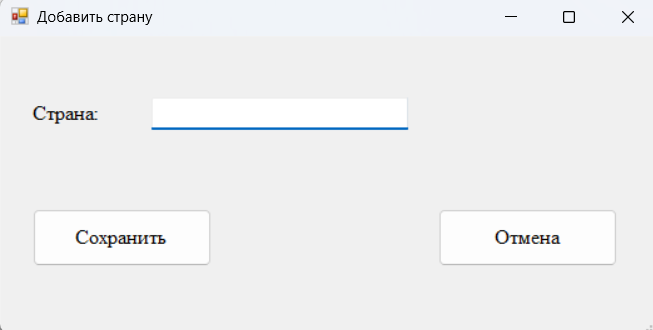 Добавить страну
Страна:
Сохранить
Отмена